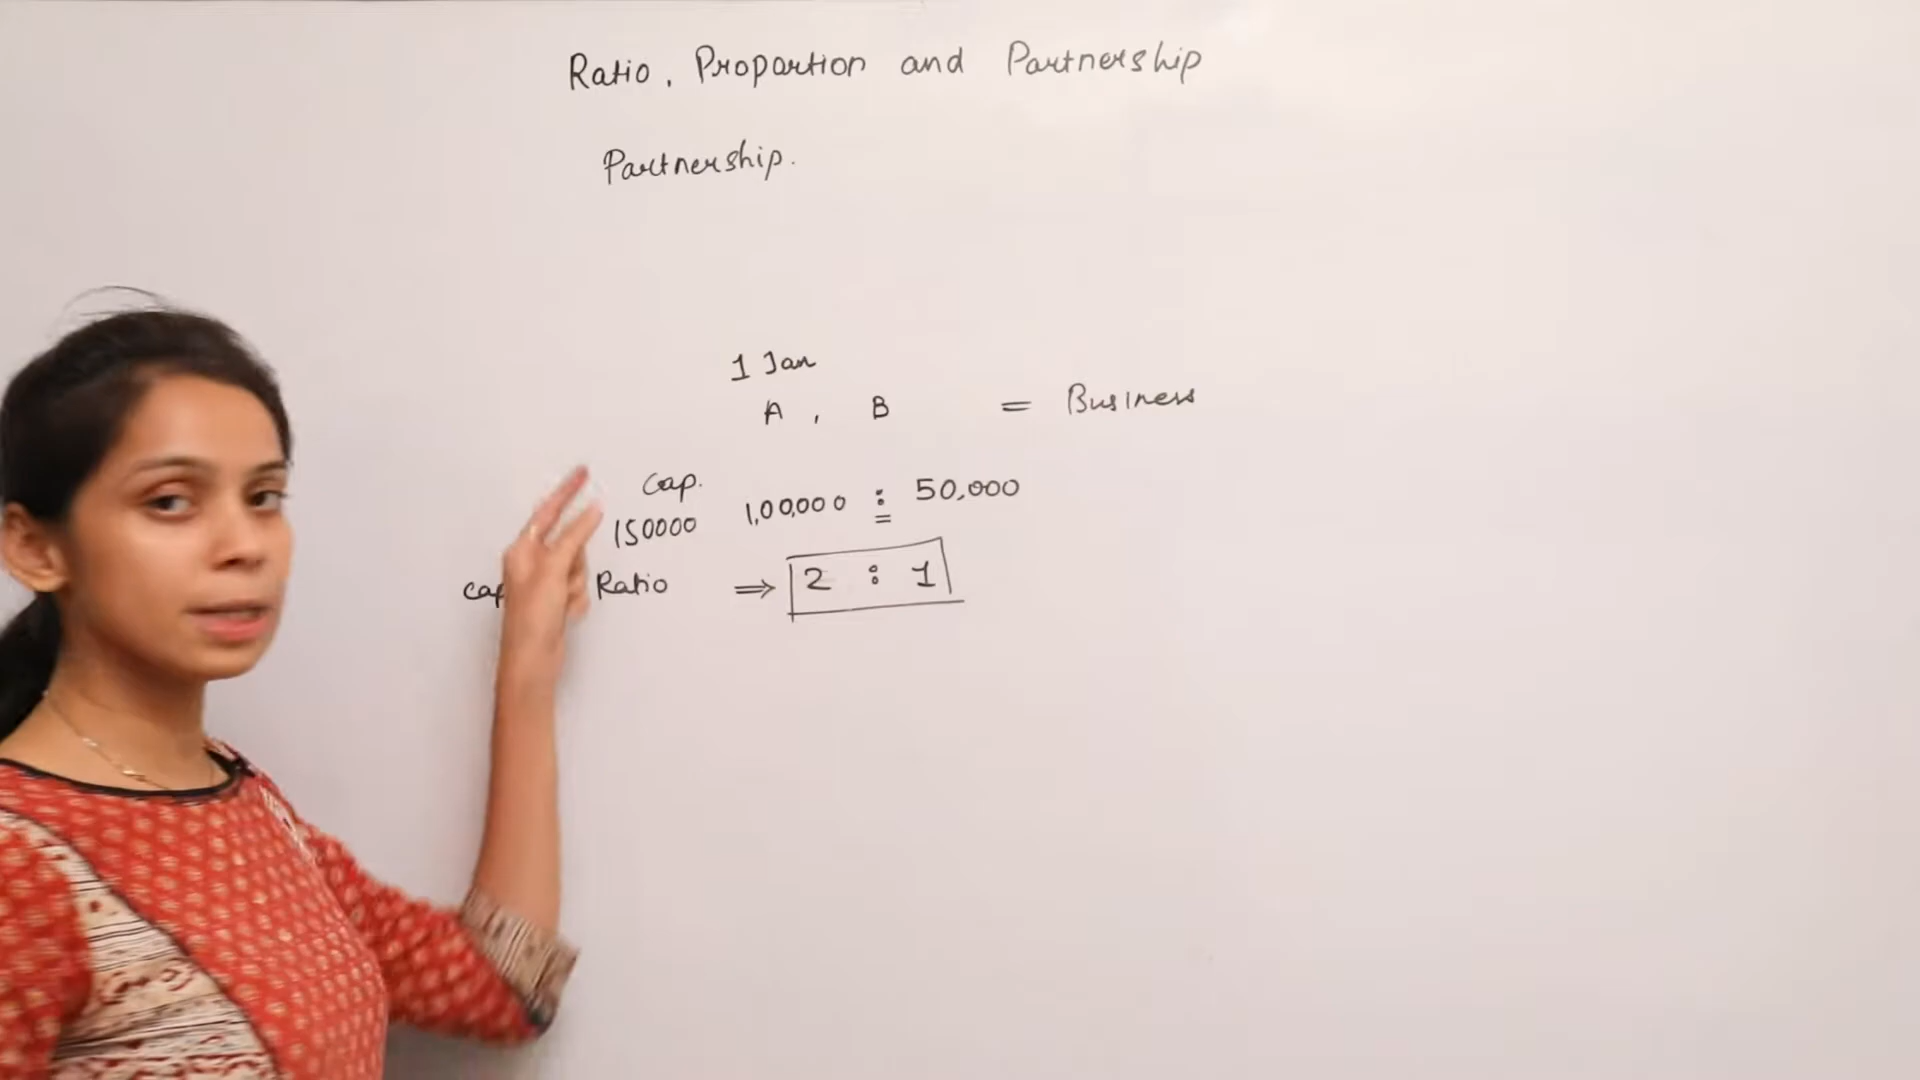 Ratio, Proportion and Partnership
Partnership.
1 Jan
A , B = Business
Cap.
150000 1,00,000 : 50,000
cap Ratio ⇒ 2 : 1